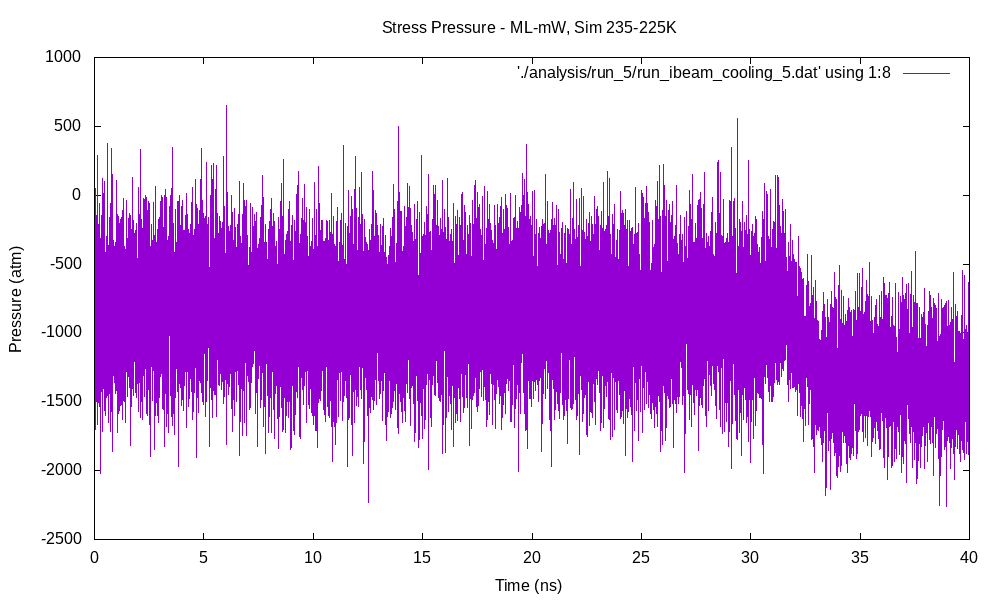 Stress Pressure - ML-mW, Sim 235-225K
'./analysis/run_5/run_ibeam_cooling_5.dat' using 1:8
1000
500
0
-500
-1000
-1500
-2000
-2500
Pressure (atm)
0 5 10 15 20 25 30 35 40
Time (ns)